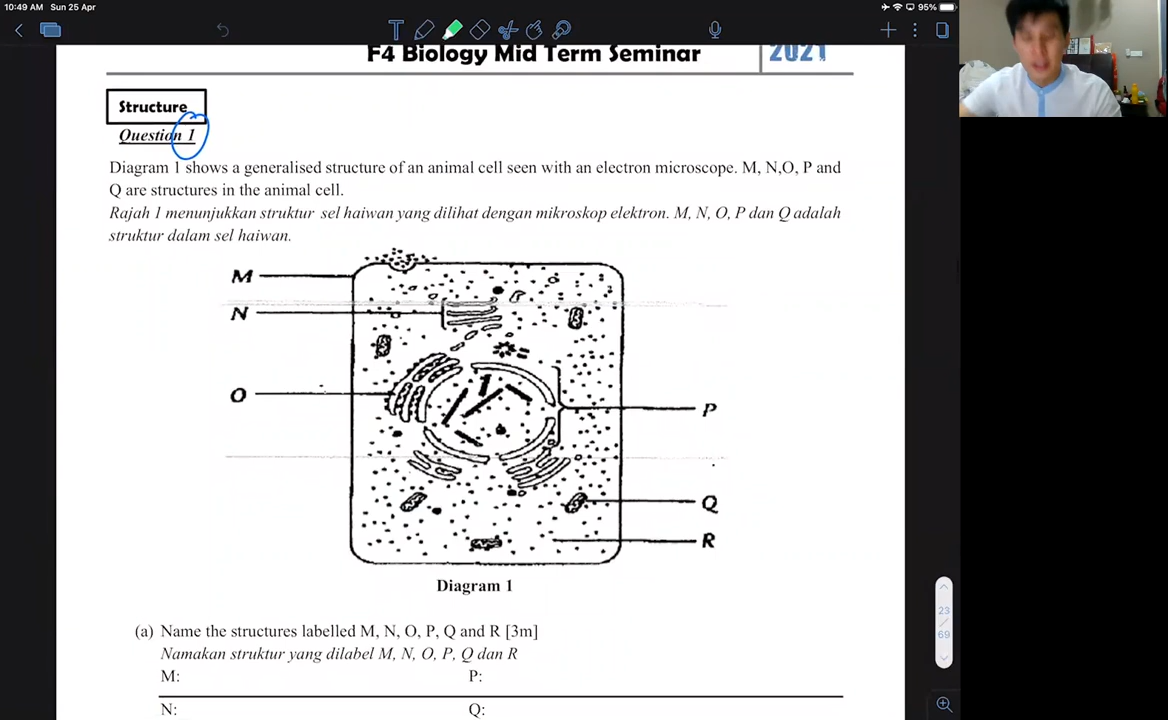 10:49 AM Sun 25 Apr
95%
F4 Biology Mid Term Seminar
2021
Structure
Question 1
Diagram 1 shows a generalised structure of an animal cell seen with an electron microscope. M, N,O, P and
Q are structures in the animal cell.
Rajah 1 menunjukkan struktur sel haiwan yang dilihat dengan mikroskop elektron. M, N, O, P dan Q adalah
struktur dalam sel haiwan.
M
N
O
P
Q
R
Diagram 1
23
/
69
(a) Name the structures labelled M, N, O, P, Q and R [3m]
Namakan struktur yang dilabel M, N, O, P, Q dan R
M: P:
N: Q: